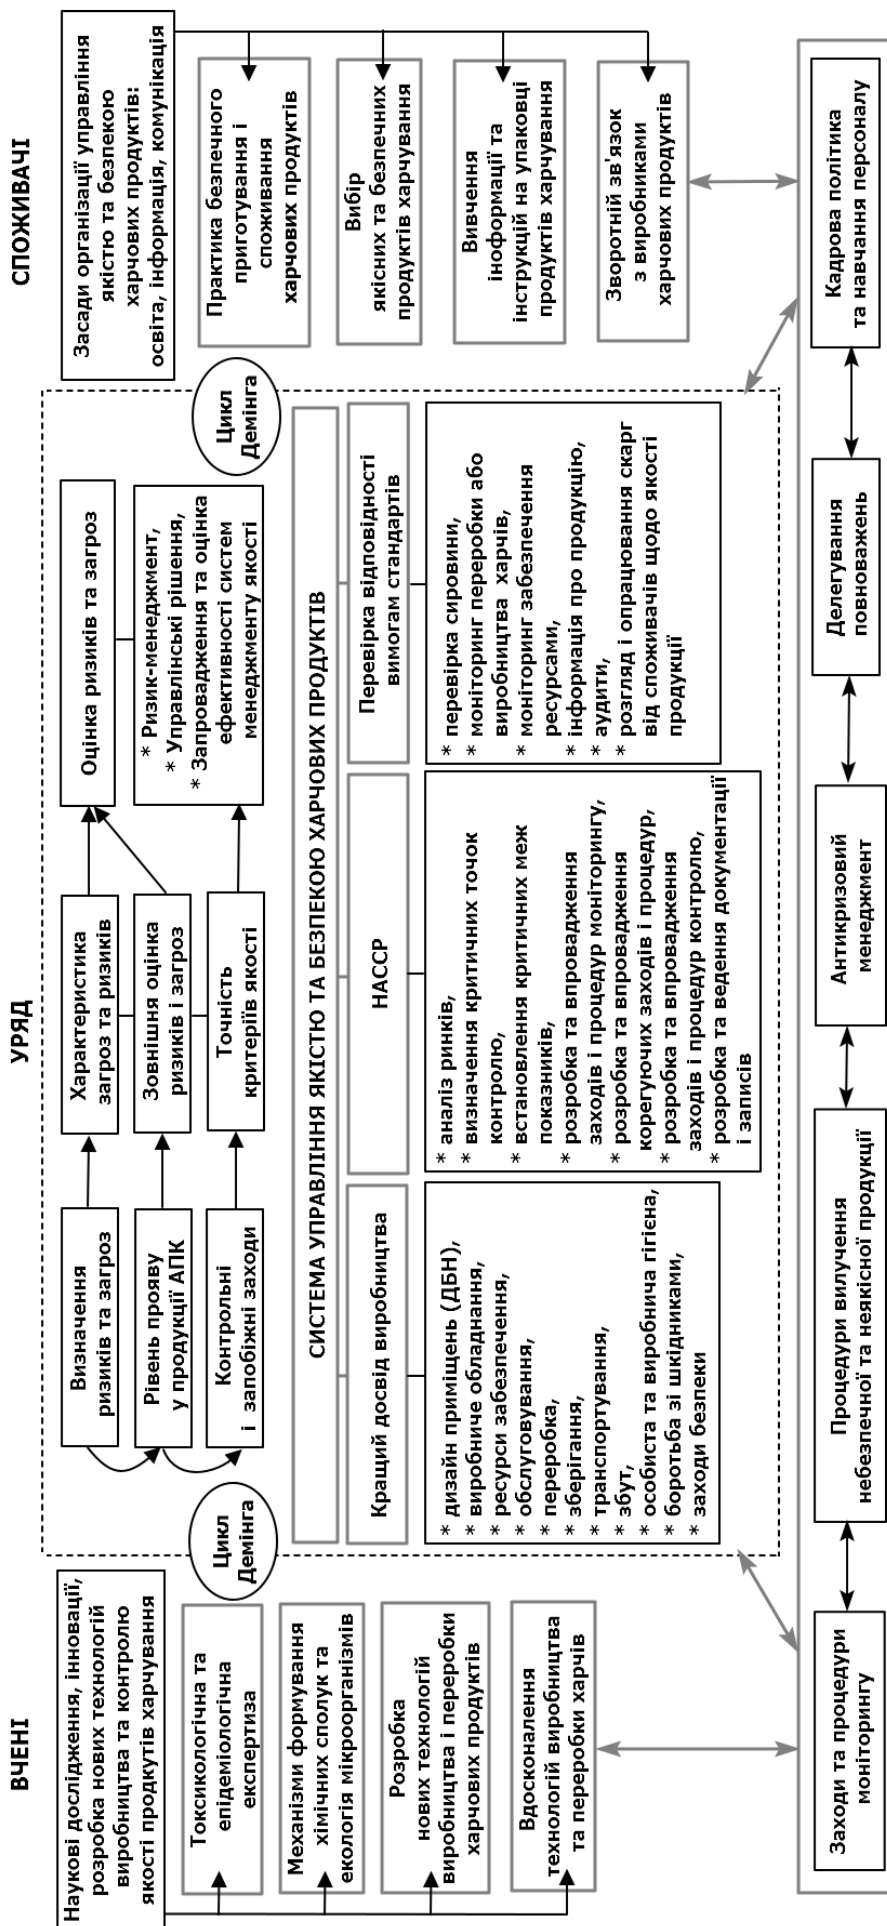 ВЧЕНІ
Наукові дослідження, інновації,
розробка нових технологій
виробництва та контролю
якості продкутів харчування
Токсикологічна та
епідеміологічна
експертиза
Механізми формування
хімічних сполук та
екологія мікроорганізмів
Розробка
нових технологій
виробництва і переробки
харчових продуктів
Вдосконалення
технологій виробництва
та переробки харчів
УРЯД
Цикл
Демінга
Визначення
ризиків та загроз
Рівень прояву
у продукції АПК
Контрольні
і запобіжні заходи
Характеристика
загроз та ризиків
Зовнішня оцінка
ризиків і загроз
Точність
критеріїв якості
Оцінка ризиків та загроз
* Ризик-менеджмент,
* Управлінські рішення,
* Запровадження та оцінка
ефективності систем
менеджменту якості
Цикл
Демінга
СИСТЕМА УПРАВЛІННЯ ЯКІСТЮ ТА БЕЗПЕКОЮ ХАРЧОВИХ ПРОДУКТІВ
Кращий досвід виробництва
* дизайн приміщень (ДБН),
* виробниче обладнання,
* ресурси забезпечення,
* обслуговування,
* переробка,
* зберігання,
* транспортування,
* збут,
* особиста та виробнича гігієна,
* боротьба зі шкідниками,
* заходи безпеки
НАССР
* аналіз ринків,
* визначення критичних точок
контролю,
* встановлення критичних меж
показників,
* розробка та впровадження
заходів і процедур моніторингу,
* розробка та впровадження
корегуючих заходів і процедур,
* розробка та впровадження
заходів і процедур контролю,
* розробка та ведення документації
і записів
Перевірка відповідності
вимогам стандартів
* перевірка сировини,
* моніторинг переробки або
виробництва харчів,
* моніторинг забезпечення
ресурсами,
* інформація про продукцію,
* аудити,
* розгляд і опрацювання скарг
від споживачів щодо якості
продукції
СПОЖИВАЧІ
Засади організації управління
якістю та безпекою
харчових продуктів:
освіта, інформація, комунікація
Практика безпечного
приготування і
споживання
харчових продуктів
Вибір
якісних та безпечних
продуктів харчування
Вивчення
іноформації та
інструкцій на упаковці
продуктів харчування
Зворотній зв'язок
з виробниками
харчових продуктів
Заходи та процедури
моніторингу
Процедури вилучення
небезпечної та неякісної продукції
Антикризовий
менеджмент
Делегування
повноважень
Кадрова політика
та навчання персоналу